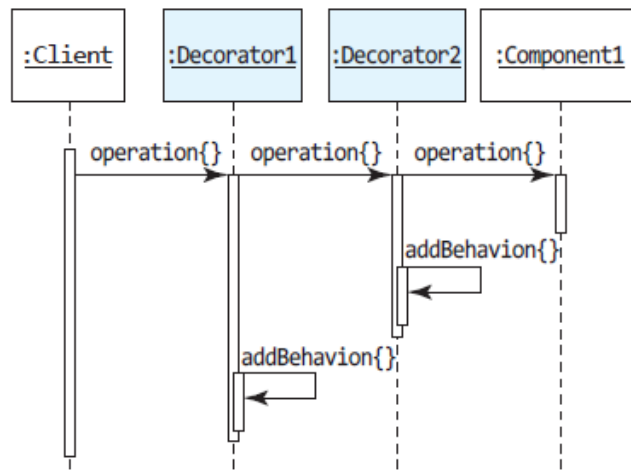 :Client :Decorator1 :Decorator2 :Component1
operation{} operation{} operation{}
addBehavion{}
addBehavion{}